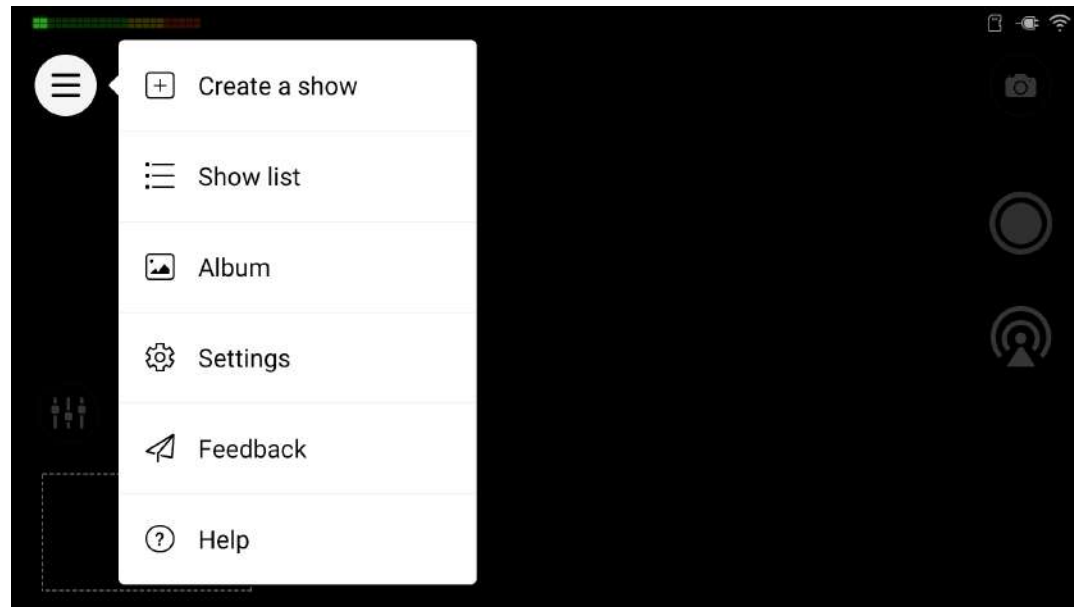 Create a show
Show list
Album
Settings
Feedback
Help